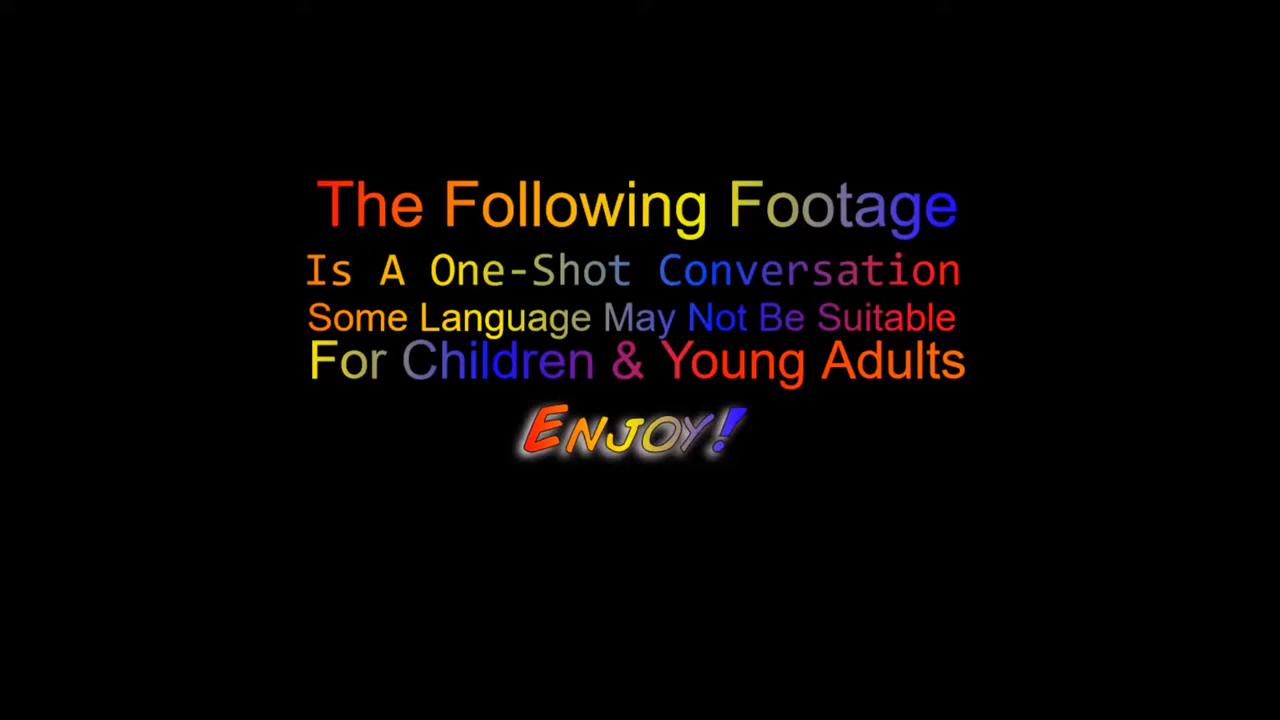 The Following Footage
Is A One-Shot Conversation
Some Language May Not Be Suitable
For Children & Young Adults
ENJOY!